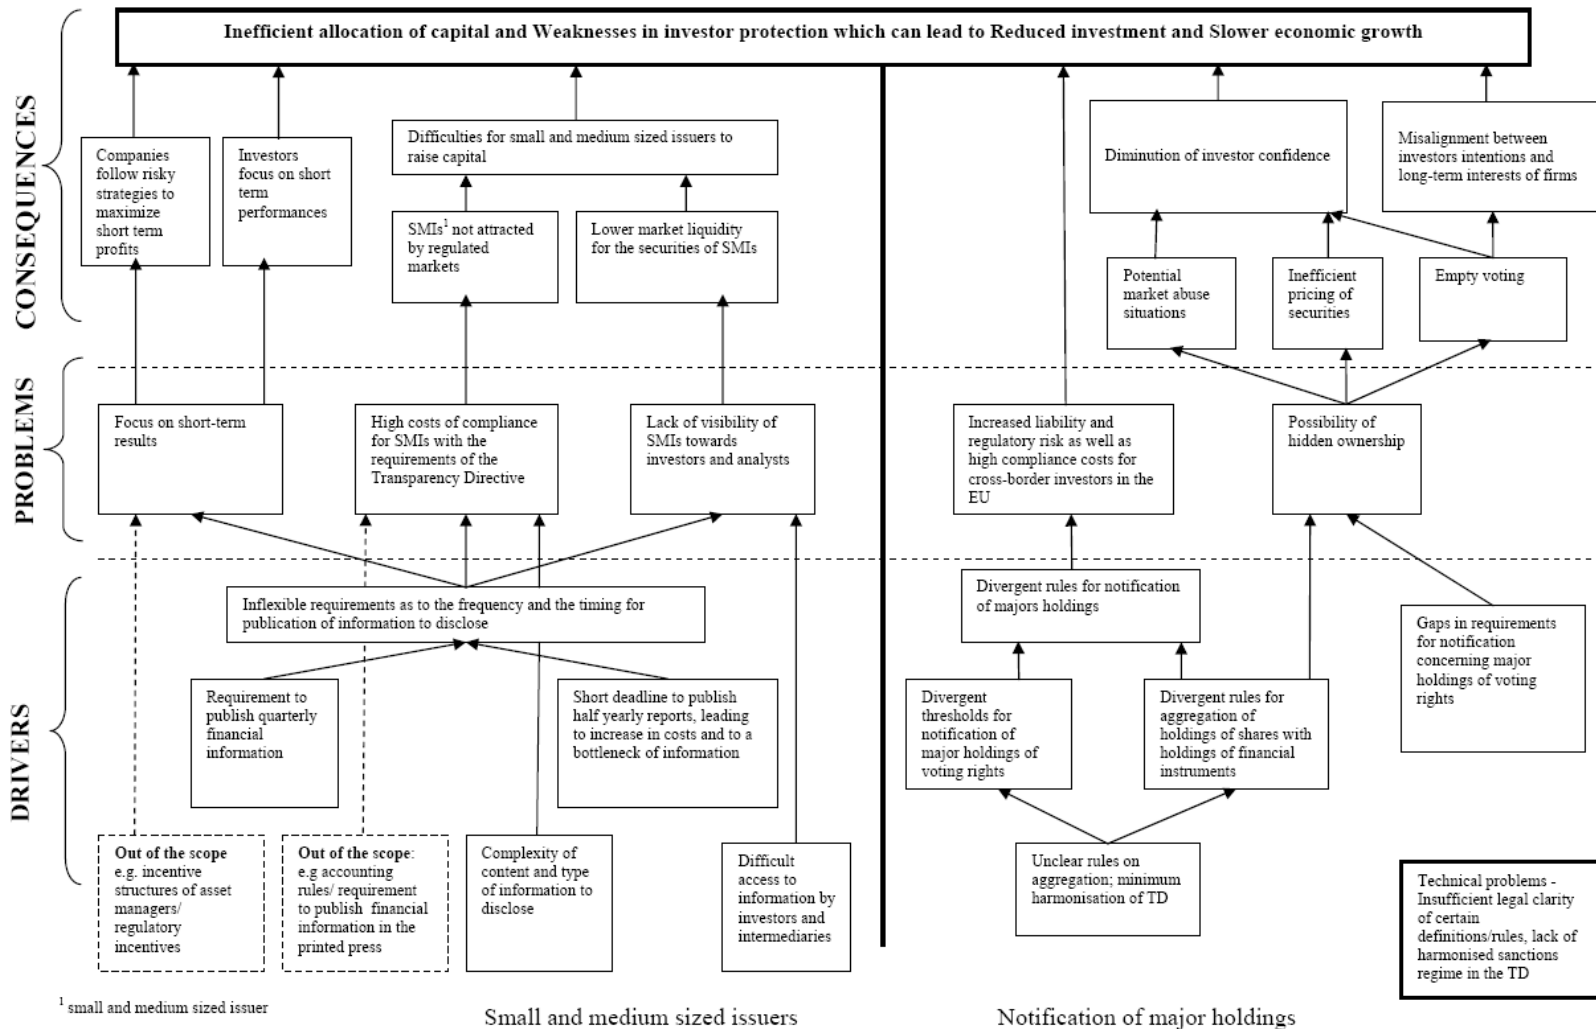 Inefficient allocation of capital and Weaknesses in investor protection which can lead to Reduced investment and Slower economic growth
CONSEQUENCES
Companies
follow risky
strategies to
maximize
short term
profits
Investors
focus on short
term
performances
Difficulties for small and medium sized issuers to
raise capital
SMIs¹ not attracted
by regulated
markets
Lower market liquidity
for the securities of SMIs
Diminution of investor confidence
Misalignment between
investors intentions and
long-term interests of firms
Potential
market abuse
situations
Inefficient
pricing of
securities
Empty voting
PROBLEMS
Focus on short-term
results
High costs of compliance
for SMIs with the
requirements of the
Transparency Directive
Lack of visibility of
SMIs towards
investors and analysts
Increased liability and
regulatory risk as well as
high compliance costs for
cross-border investors in the
EU
Possibility of
hidden ownership
DRIVERS
Inflexible requirements as to the frequency and the timing for
publication of information to disclose
Divergent rules for notification
of majors holdings
Gaps in requirements
for notification
concerning major
holdings of voting
rights
Requirement to
publish quarterly
financial
information
Short deadline to publish
half yearly reports, leading
to increase in costs and to a
bottleneck of information
Divergent
thresholds for
notification of
major holdings of
voting rights
Divergent rules for
aggregation of
holdings of shares with
holdings of financial
instruments
Out of the scope
e.g. incentive
structures of asset
managers/
regulatory
incentives
Out of the scope:
e.g accounting
rules/ requirement
to publish financial
information in the
printed press
Complexity of
content and type
of information to
disclose
Difficult
access to
information by
investors and
intermediaries
Unclear rules on
aggregation; minimum
harmonisation of TD
Technical problems -
Insufficient legal clarity
of certain
definitions/rules, lack of
harmonised sanctions
regime in the TD
¹ small and medium sized issuer
Small and medium sized issuers
Notification of major holdings